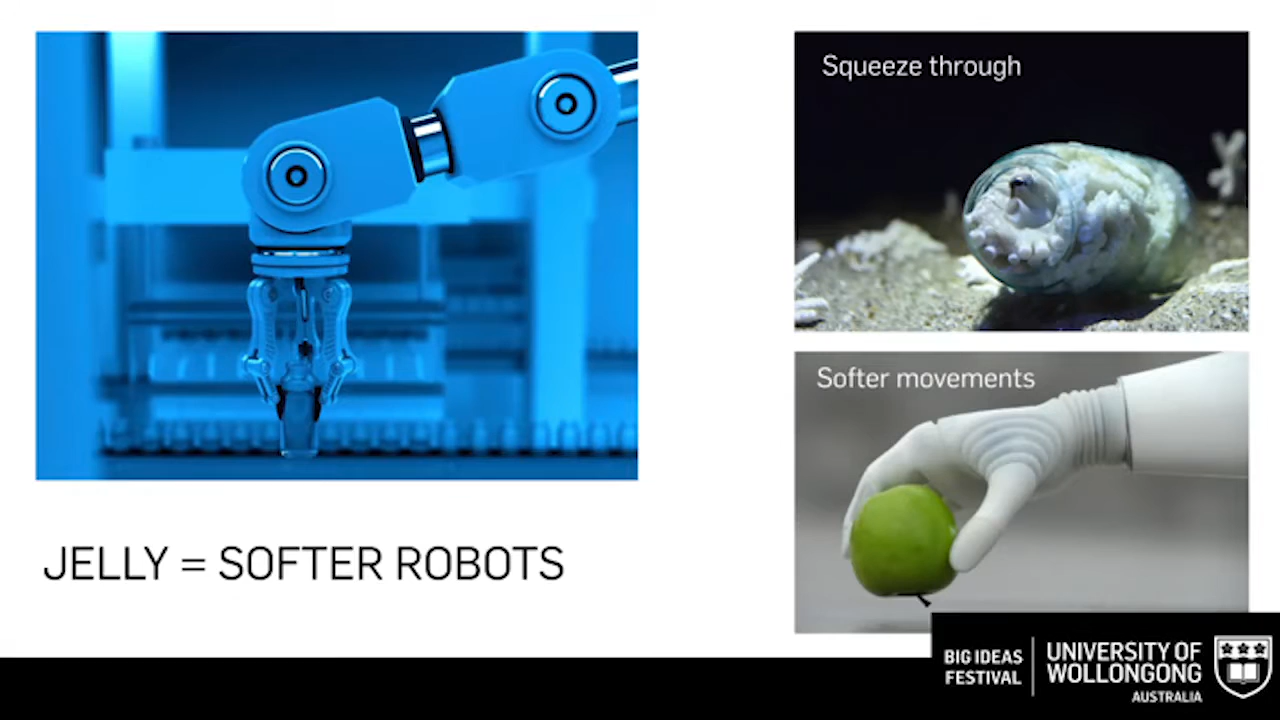 Squeeze through
Softer movements
JELLY = SOFTER ROBOTS
BIG IDEAS
FESTIVAL
UNIVERSITY OF
WOLLONGONG
AUSTRALIA